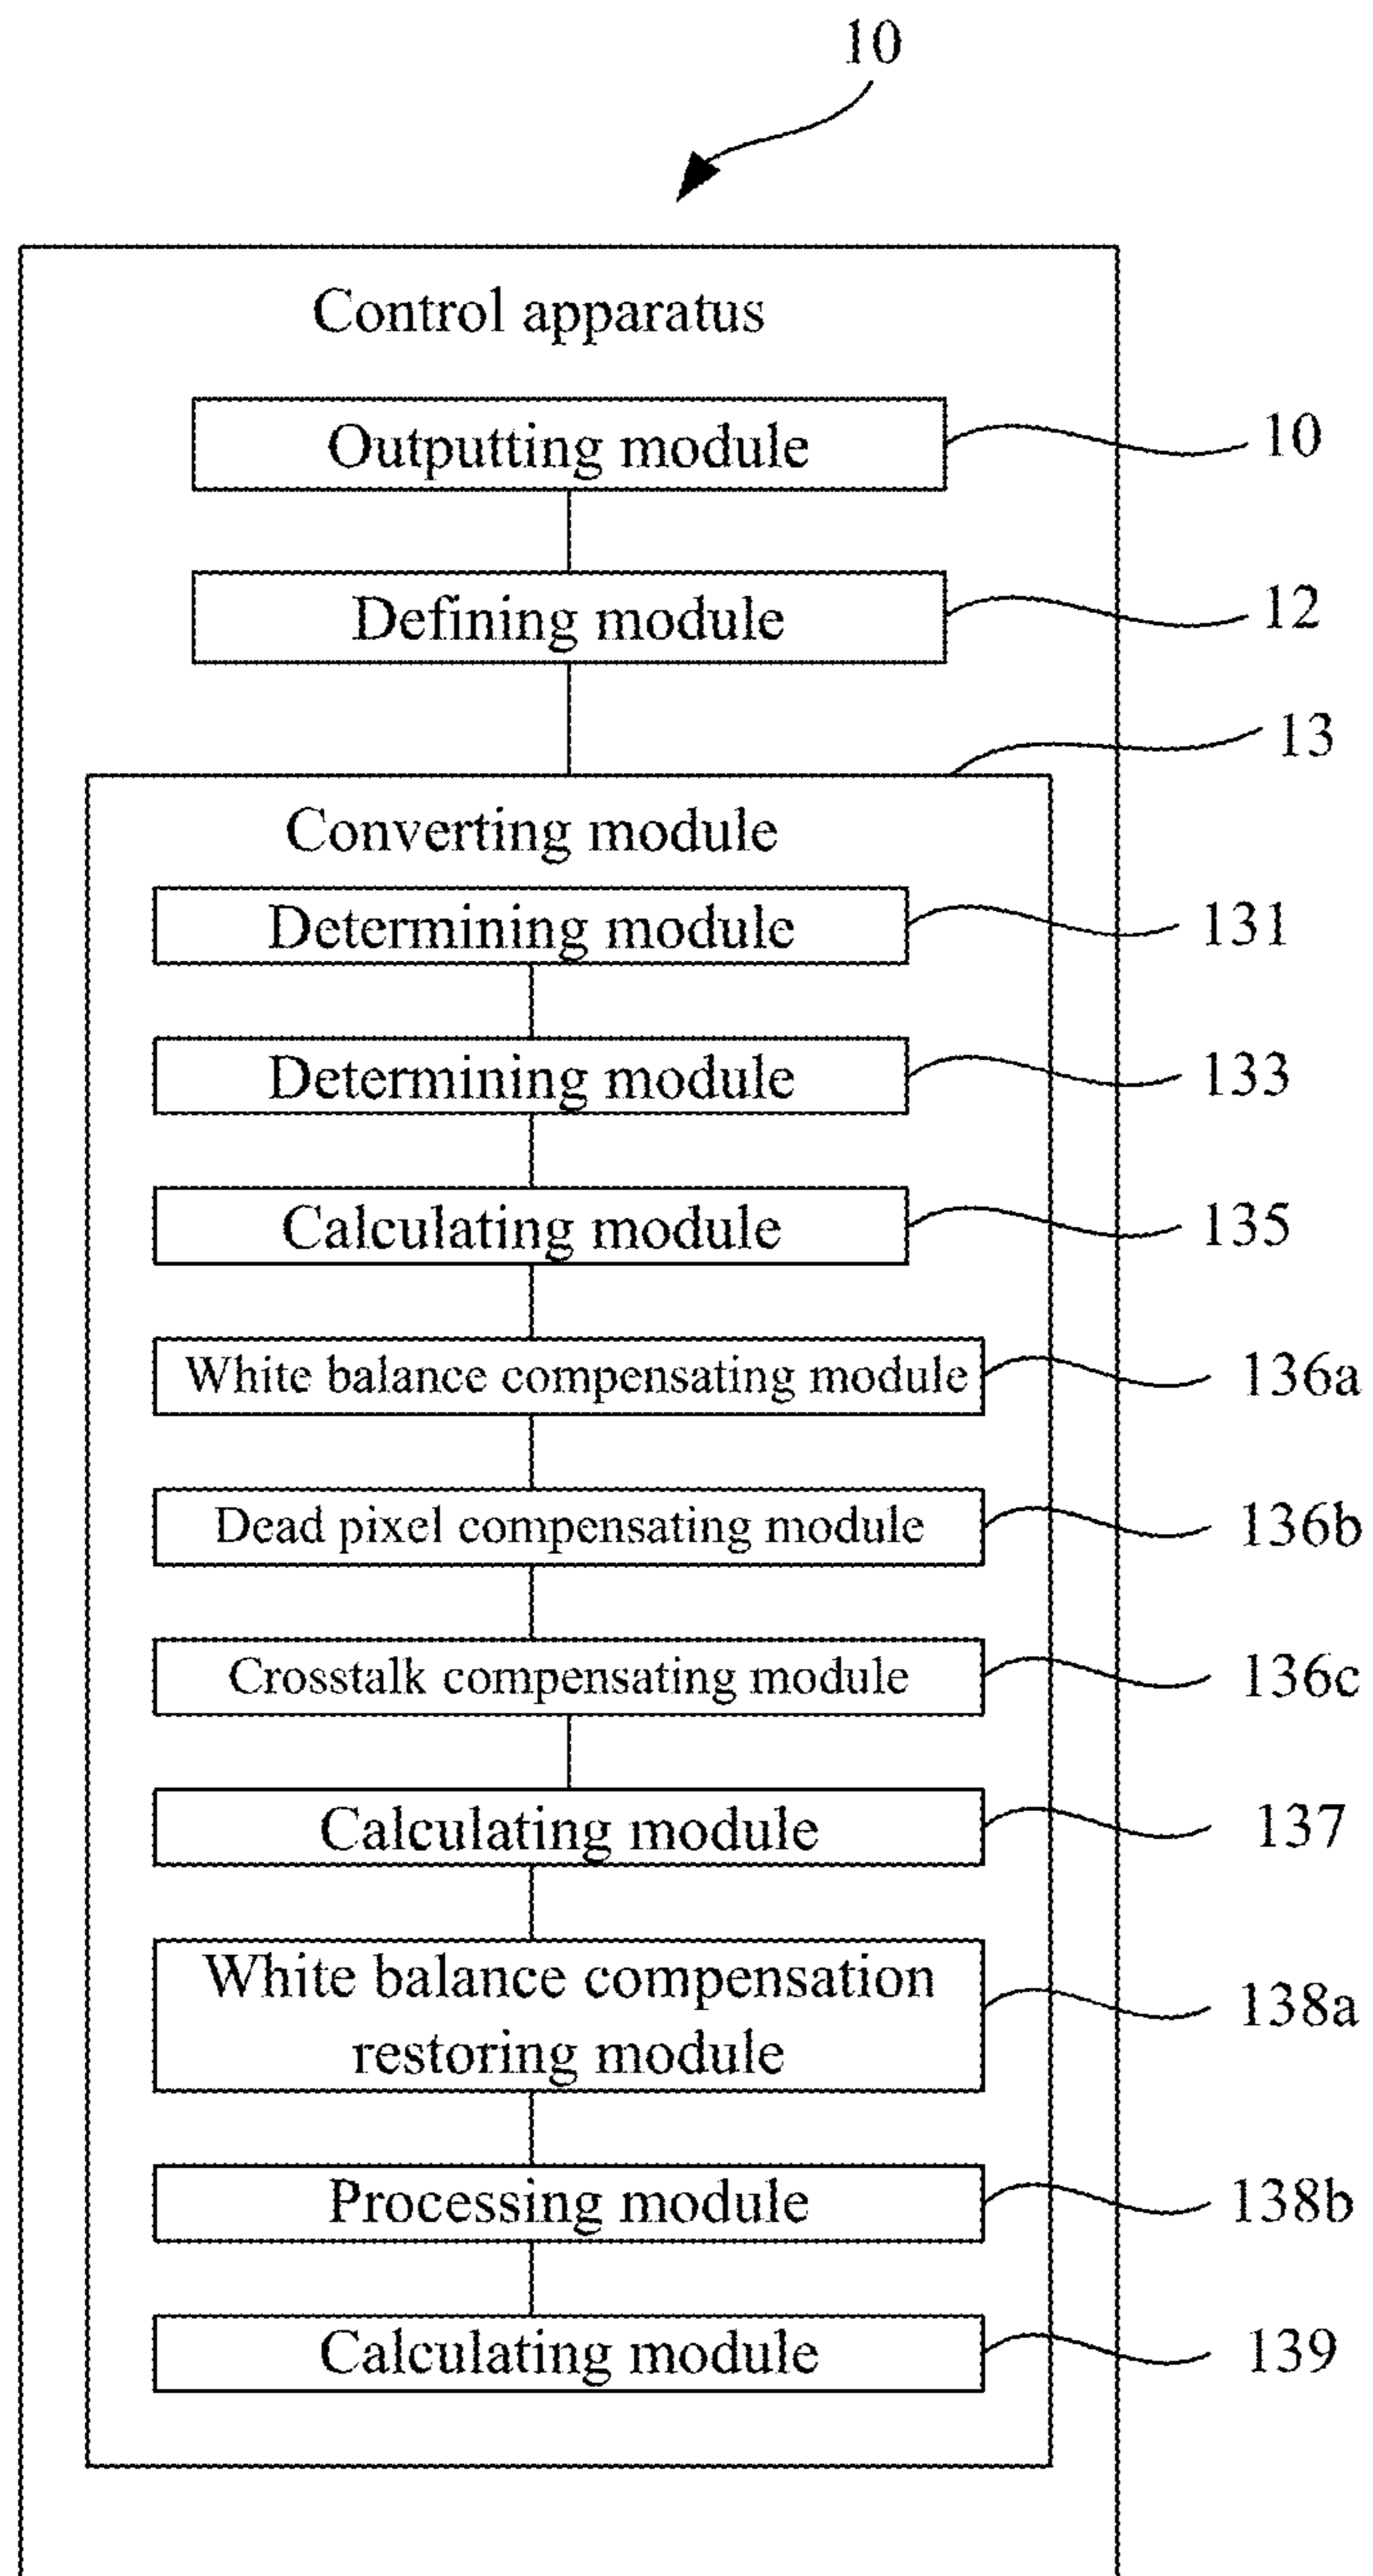 10
Control apparatus
Outputting module
10
Defining module
12
13
Converting module
Determining module
131
Determining module
133
Calculating module
135
White balance compensating module
136a
Dead pixel compensating module
136b
Crosstalk compensating module
136c
Calculating module
137
White balance compensation
restoring module
138a
Processing module
138b
Calculating module
139